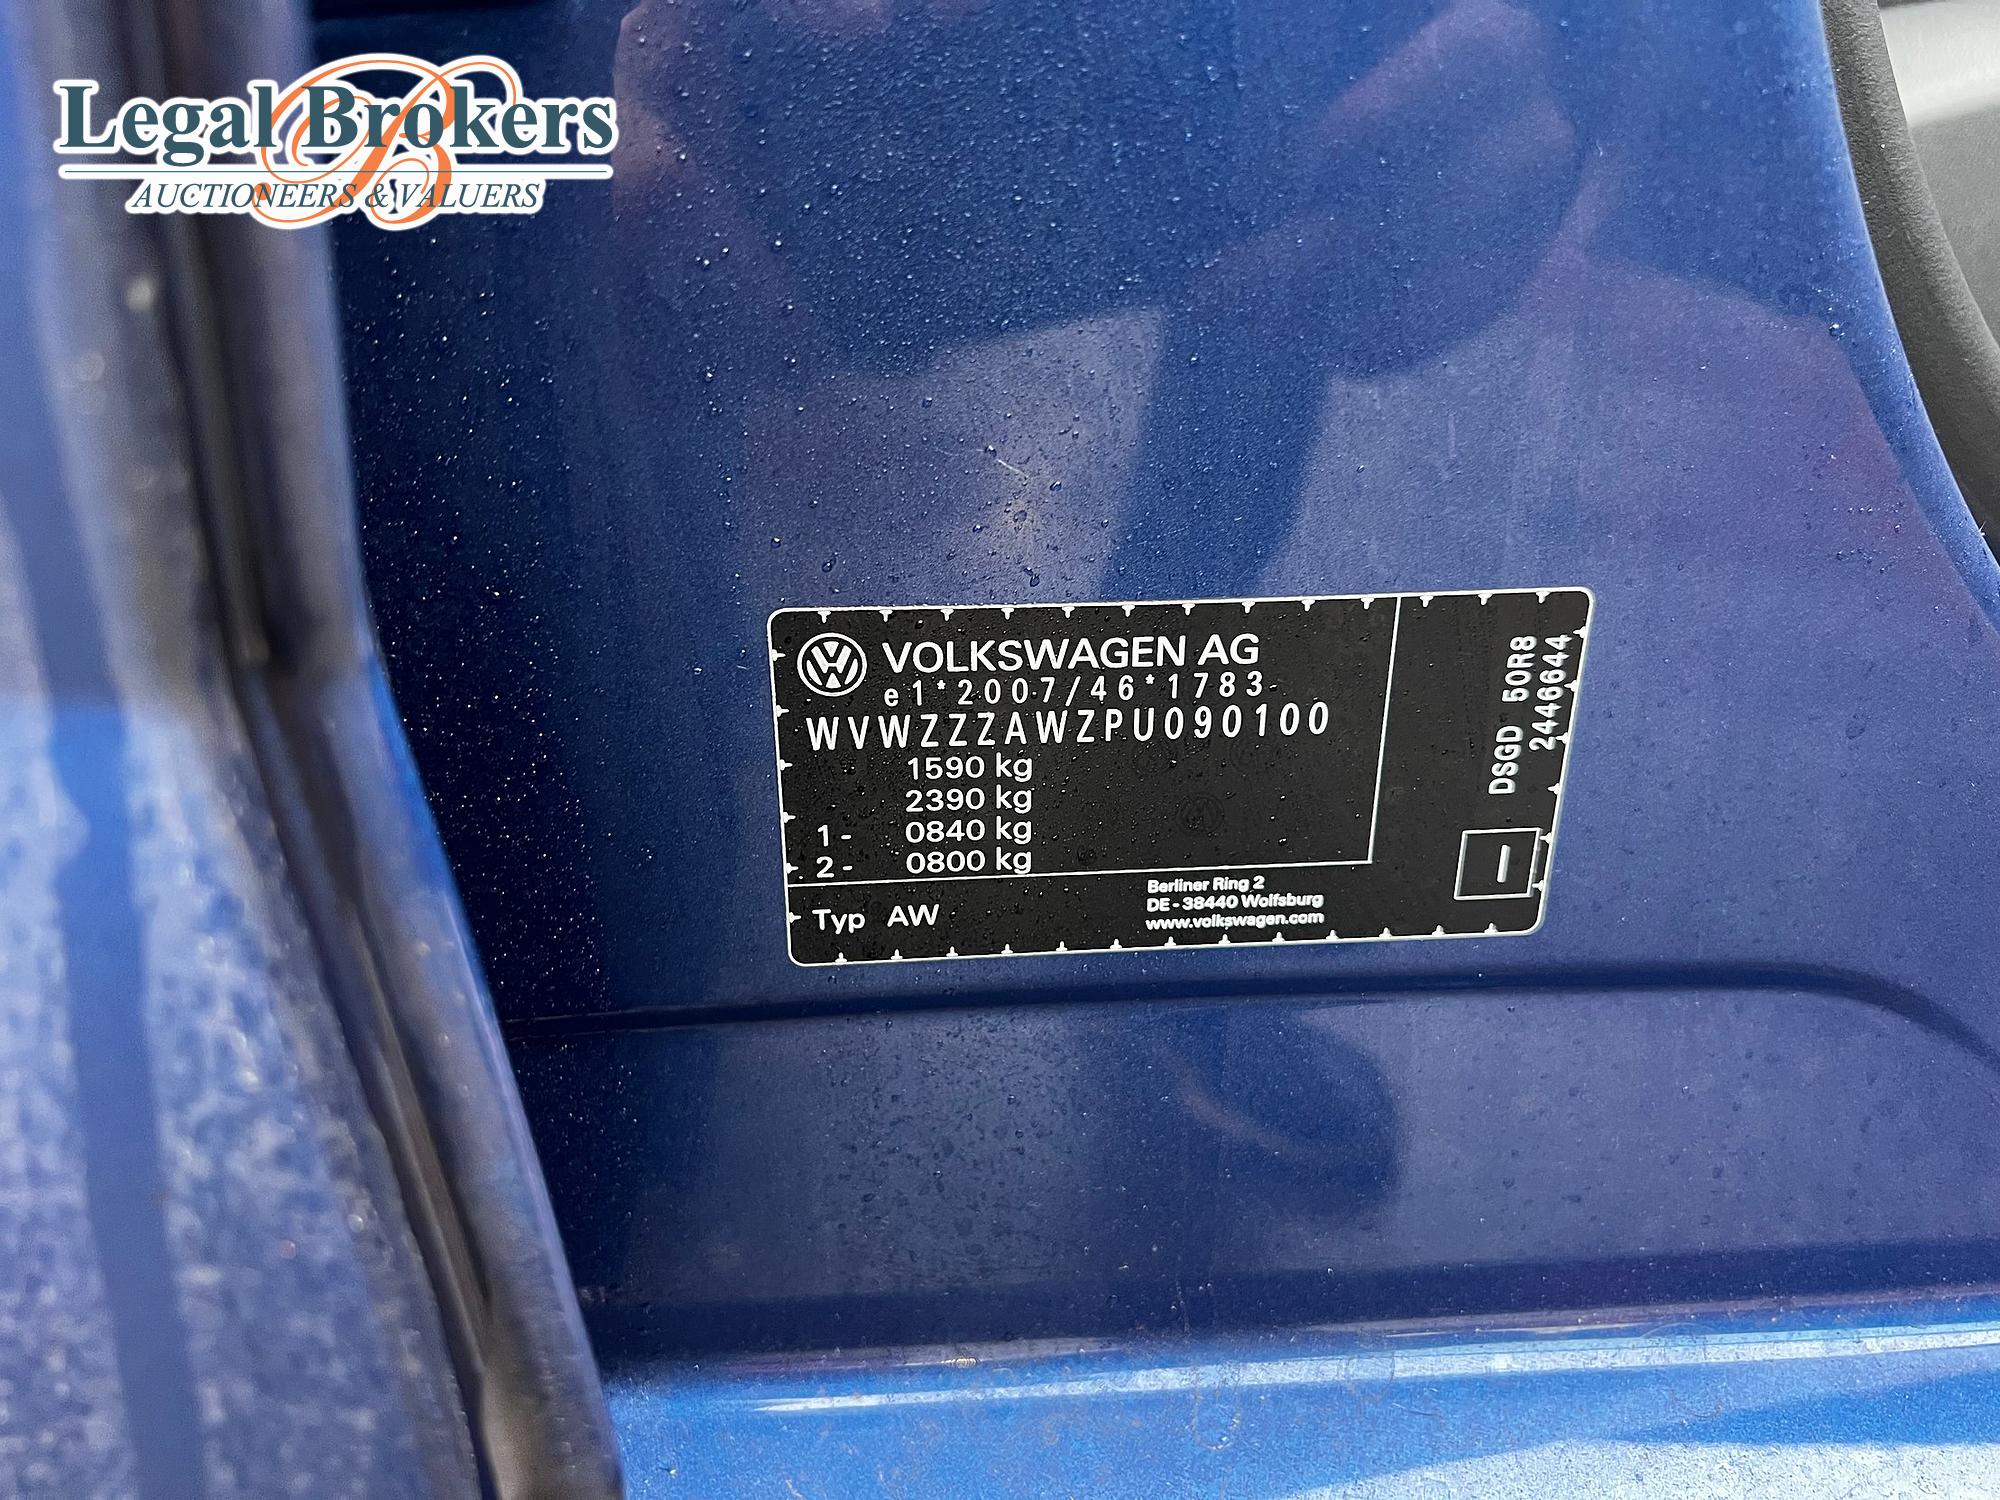 Legal Brokers
AUCTIONEERS & VALUERS
VOLKSWAGEN AG
e1*2007/46*1783
WVWZZZAWZPU090100
1590 kg
2390 kg
1- 0840 kg
2- 0800 kg
Typ AW
Berliner Ring 2
DE - 38440 Wolfsburg
www.volkswagen.com
DSGD 50R8
2446644
I